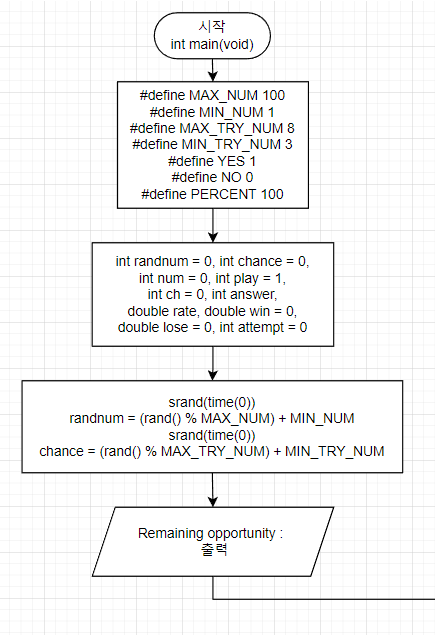 시작
int main(void)
#define MAX_NUM 100
#define MIN_NUM 1
#define MAX_TRY_NUM 8
#define MIN_TRY_NUM 3
#define YES 1
#define NO 0
#define PERCENT 100
int randnum = 0, int chance = 0,
int num = 0, int play = 1,
int ch = 0, int answer,
double rate, double win = 0,
double lose = 0, int attempt = 0
srand(time(0))
randnum = (rand() % MAX_NUM) + MIN_NUM
srand(time(0))
chance = (rand() % MAX_TRY_NUM) + MIN_TRY_NUM
Remaining opportunity :
출력